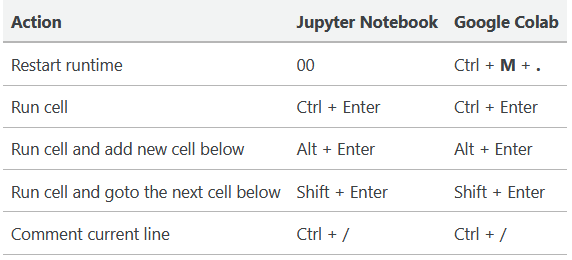 Action Jupyter Notebook Google Colab
Restart runtime 00 Ctrl + M + .
Run cell Ctrl + Enter Ctrl + Enter
Run cell and add new cell below Alt + Enter Alt + Enter
Run cell and goto the next cell below Shift + Enter Shift + Enter
Comment current line Ctrl + / Ctrl + /